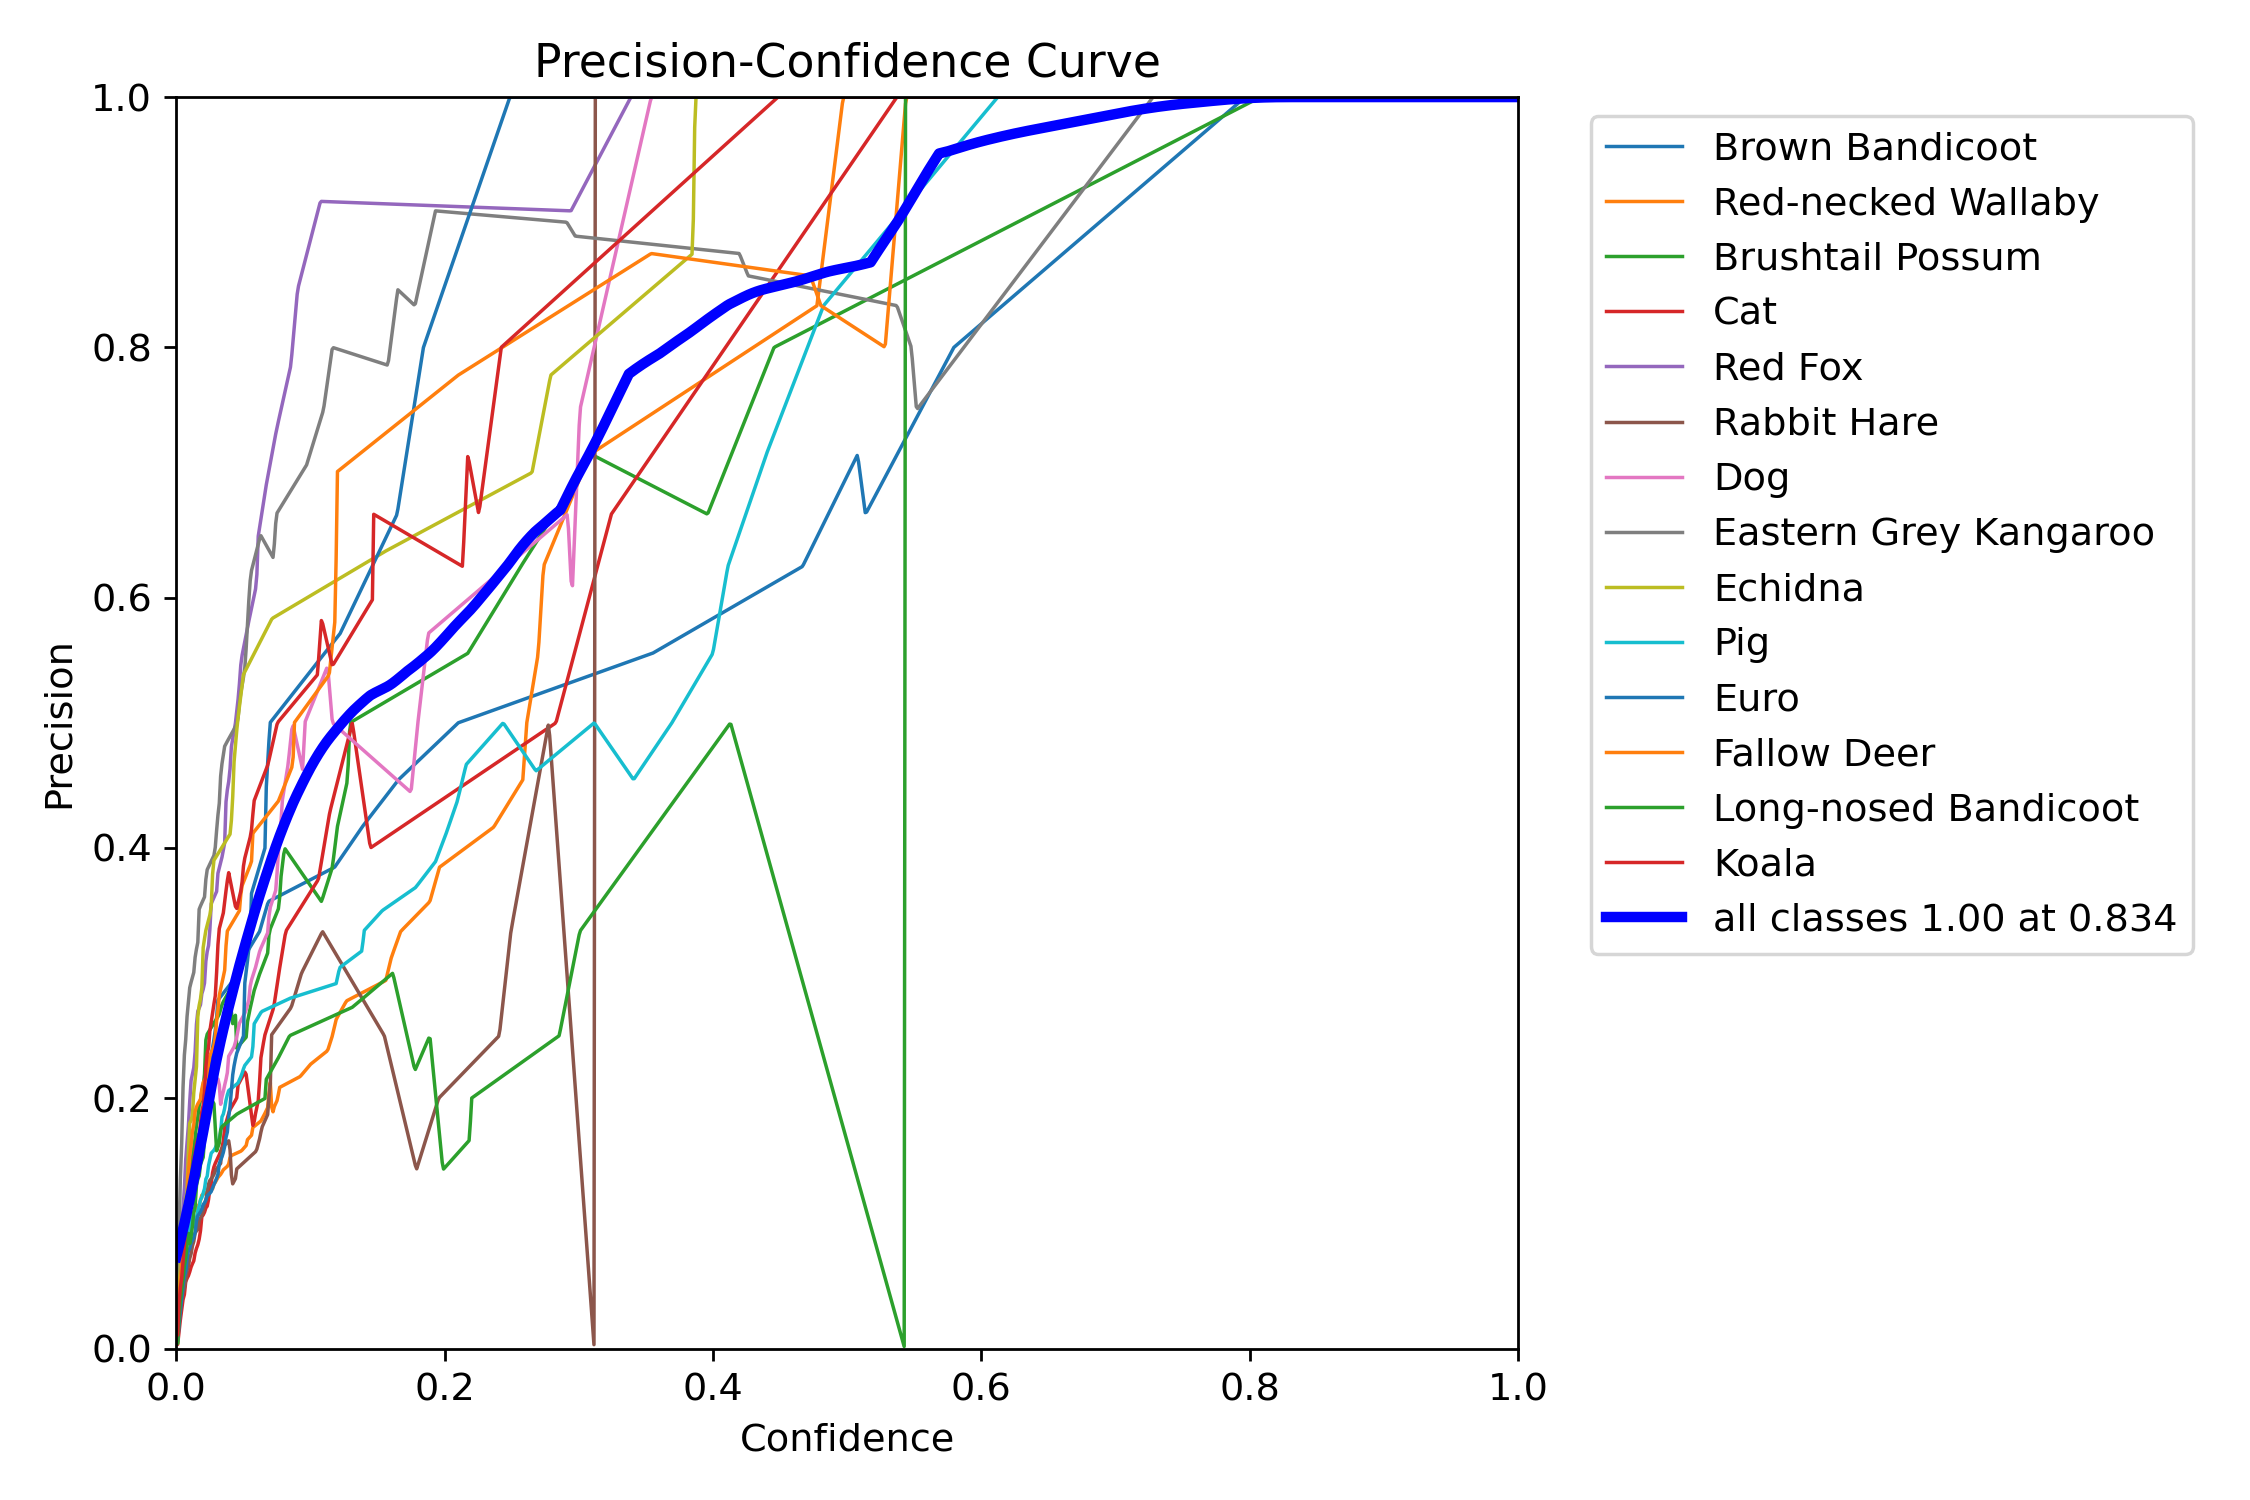 Precision-Confidence Curve
1.0
0.8
0.6
0.4
0.2
0.0
Precision
0.0 0.2 0.4 0.6 0.8 1.0
Confidence
Brown Bandicoot
Red-necked Wallaby
Brushtail Possum
Cat
Red Fox
Rabbit Hare
Dog
Eastern Grey Kangaroo
Echidna
Pig
Euro
Fallow Deer
Long-nosed Bandicoot
Koala
all classes 1.00 at 0.834